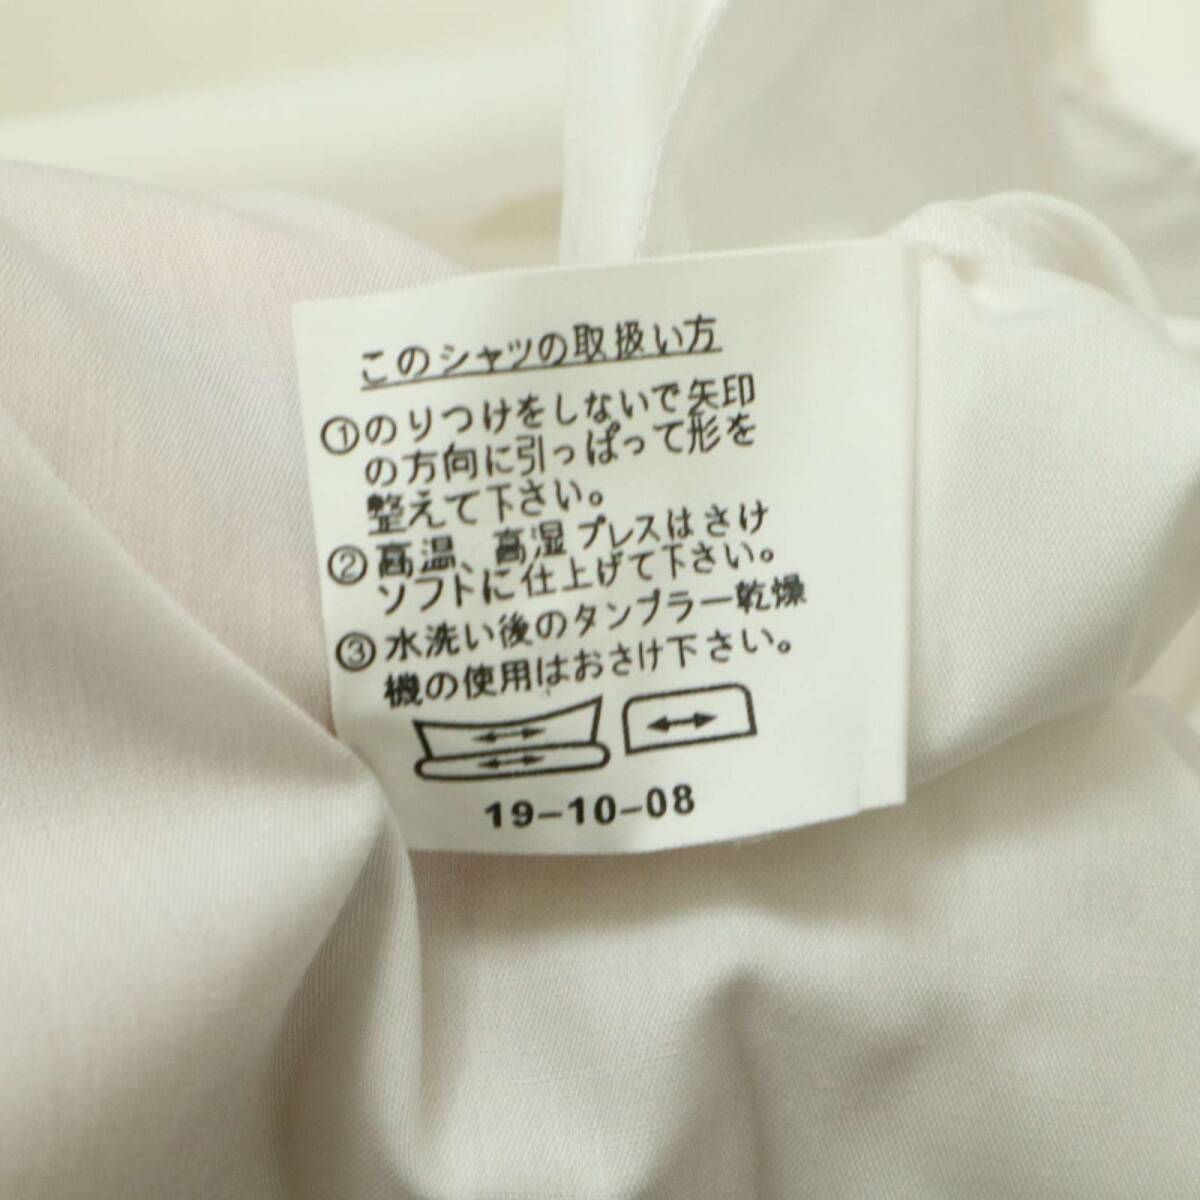 このシャツの取扱い方
①のりつけをしないで矢印
の方向に引っぱって形を
整えて下さい。
②高温、高湿プレスはさけ
ソフトに仕上げて下さい。
③水洗い後のタンブラー乾燥
機の使用はおさけ下さい。
19-10-08